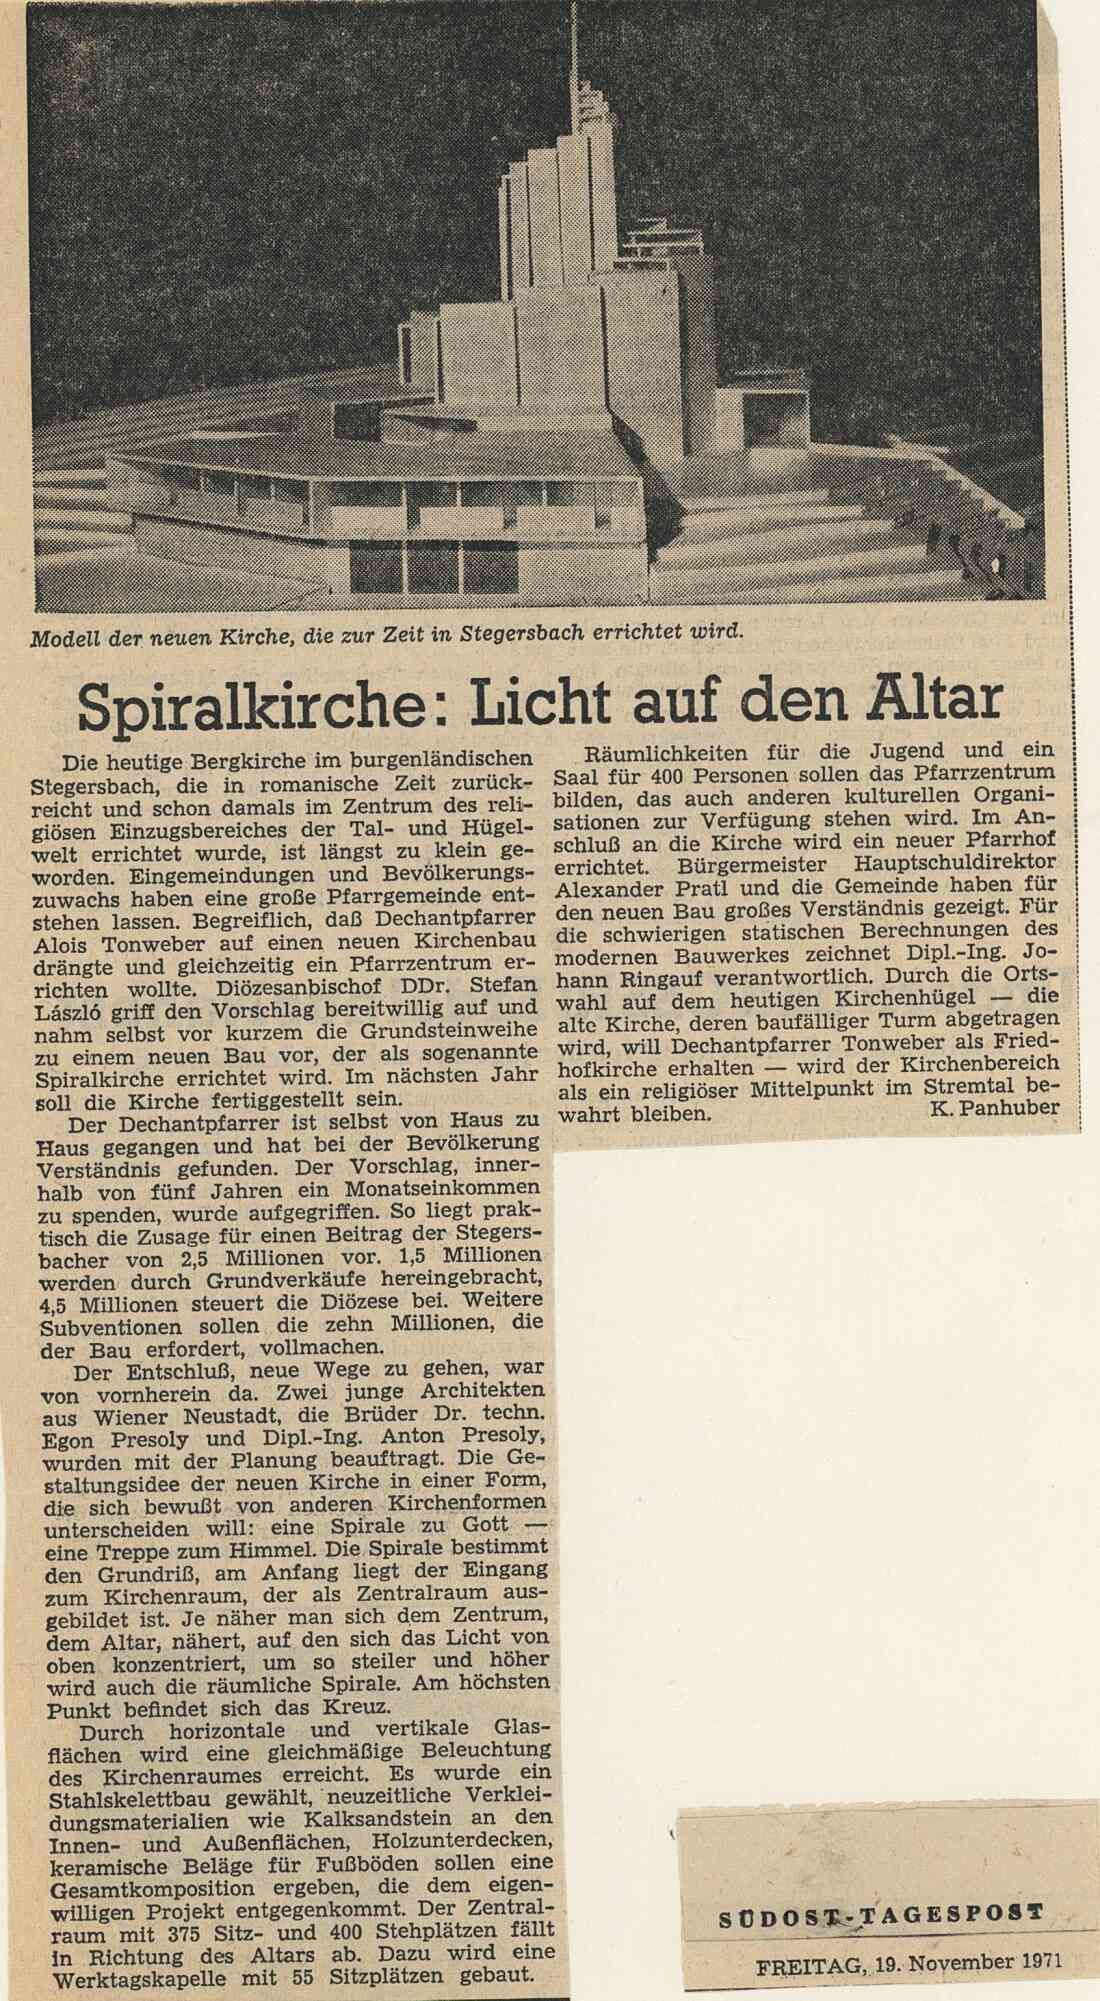 Modell der neuen Kirche, die zur Zeit in Stegersbach errichtet wird.
Spiralkirche: Licht auf den Altar
Die heutige Bergkirche im burgenländischen
Stegersbach, die in romanische Zeit zurück-
reicht und schon damals im Zentrum des reli-
giösen Einzugsbereiches der Tal- und Hügel-
welt errichtet wurde, ist längst zu klein ge-
worden. Eingemeindungen und Bevölkerungs-
zuwachs haben eine große Pfarrgemeinde ent-
stehen lassen. Begreiflich, daß Dechantpfarrer
Alois Tonweber auf einen neuen Kirchenbau
drängte und gleichzeitig ein Pfarrzentrum er-
richten wollte. Diözesanbischof DDr. Stefan
László griff den Vorschlag bereitwillig auf und
nahm selbst vor kurzem die Grundsteinweihe
zu einem neuen Bau vor, der als sogenannte
Spiralkirche errichtet wird. Im nächsten Jahr
soll die Kirche fertiggestellt sein.
Der Dechantpfarrer ist selbst von Haus zu
Haus gegangen und hat bei der Bevölkerung
Verständnis gefunden. Der Vorschlag, inner-
halb von fünf Jahren ein Monatseinkommen
zu spenden, wurde aufgegriffen. So liegt prak-
tisch die Zusage für einen Beitrag der Stegers-
bacher von 2,5 Millionen vor. 1,5 Millionen
werden durch Grundverkäufe hereingebracht,
4,5 Millionen steuert die Diözese bei. Weitere
Subventionen sollen die zehn Millionen, die
der Bau erfordert, vollmachen.
Der Entschluß, neue Wege zu gehen, war
von vornherein da. Zwei junge Architekten
aus Wiener Neustadt, die Brüder Dr. techn.
Egon Presoly und Dipl.-Ing. Anton Presoly,
wurden mit der Planung beauftragt. Die Ge-
staltungsidee der neuen Kirche in einer Form,
die sich bewußt von anderen Kirchenformen
unterscheiden will: eine Spirale zu Gott —
eine Treppe zum Himmel. Die Spirale bestimmt
den Grundriß, am Anfang liegt der Eingang
zum Kirchenraum, der als Zentralraum aus-
gebildet ist. Je näher man sich dem Zentrum,
dem Altar, nähert, auf den sich das Licht von
oben konzentriert, um so steiler und höher
wird auch die räumliche Spirale. Am höchsten
Punkt befindet sich das Kreuz.
Durch horizontale und vertikale Glas-
flächen wird eine gleichmäßige Beleuchtung
des Kirchenraumes erreicht. Es wurde ein
Stahlskelettbau gewählt, neuzeitliche Verklei-
dungsmaterialien wie Kalksandstein an den
Innen- und Außenflächen, Holzunterdecken,
keramische Beläge für Fußböden sollen eine
Gesamtkomposition ergeben, die dem eigen-
willigen Projekt entgegenkommt. Der Zentral-
raum mit 375 Sitz- und 400 Stehplätzen fällt
in Richtung des Altars ab. Dazu wird eine
Werktagskapelle mit 55 Sitzplätzen gebaut.
Räumlichkeiten für die Jugend und ein
Saal für 400 Personen sollen das Pfarrzentrum
bilden, das auch anderen kulturellen Organi-
sationen zur Verfügung stehen wird. Im An-
schluß an die Kirche wird ein neuer Pfarrhof
errichtet. Bürgermeister Hauptschuldirektor
Alexander Pratl und die Gemeinde haben für
den neuen Bau großes Verständnis gezeigt. Für
die schwierigen statischen Berechnungen des
modernen Bauwerkes zeichnet Dipl.-Ing. Jo-
hann Ringauf verantwortlich. Durch die Orts-
wahl auf dem heutigen Kirchenhügel — die
alte Kirche, deren baufälliger Turm abgetragen
wird, will Dechantpfarrer Tonweber als Fried-
hofkirche erhalten — wird der Kirchenbereich
als ein religiöser Mittelpunkt im Stremtal be-
wahrt bleiben. K. Panhuber
SÜDOST-TAGESPOST
FREITAG, 19. November 1971